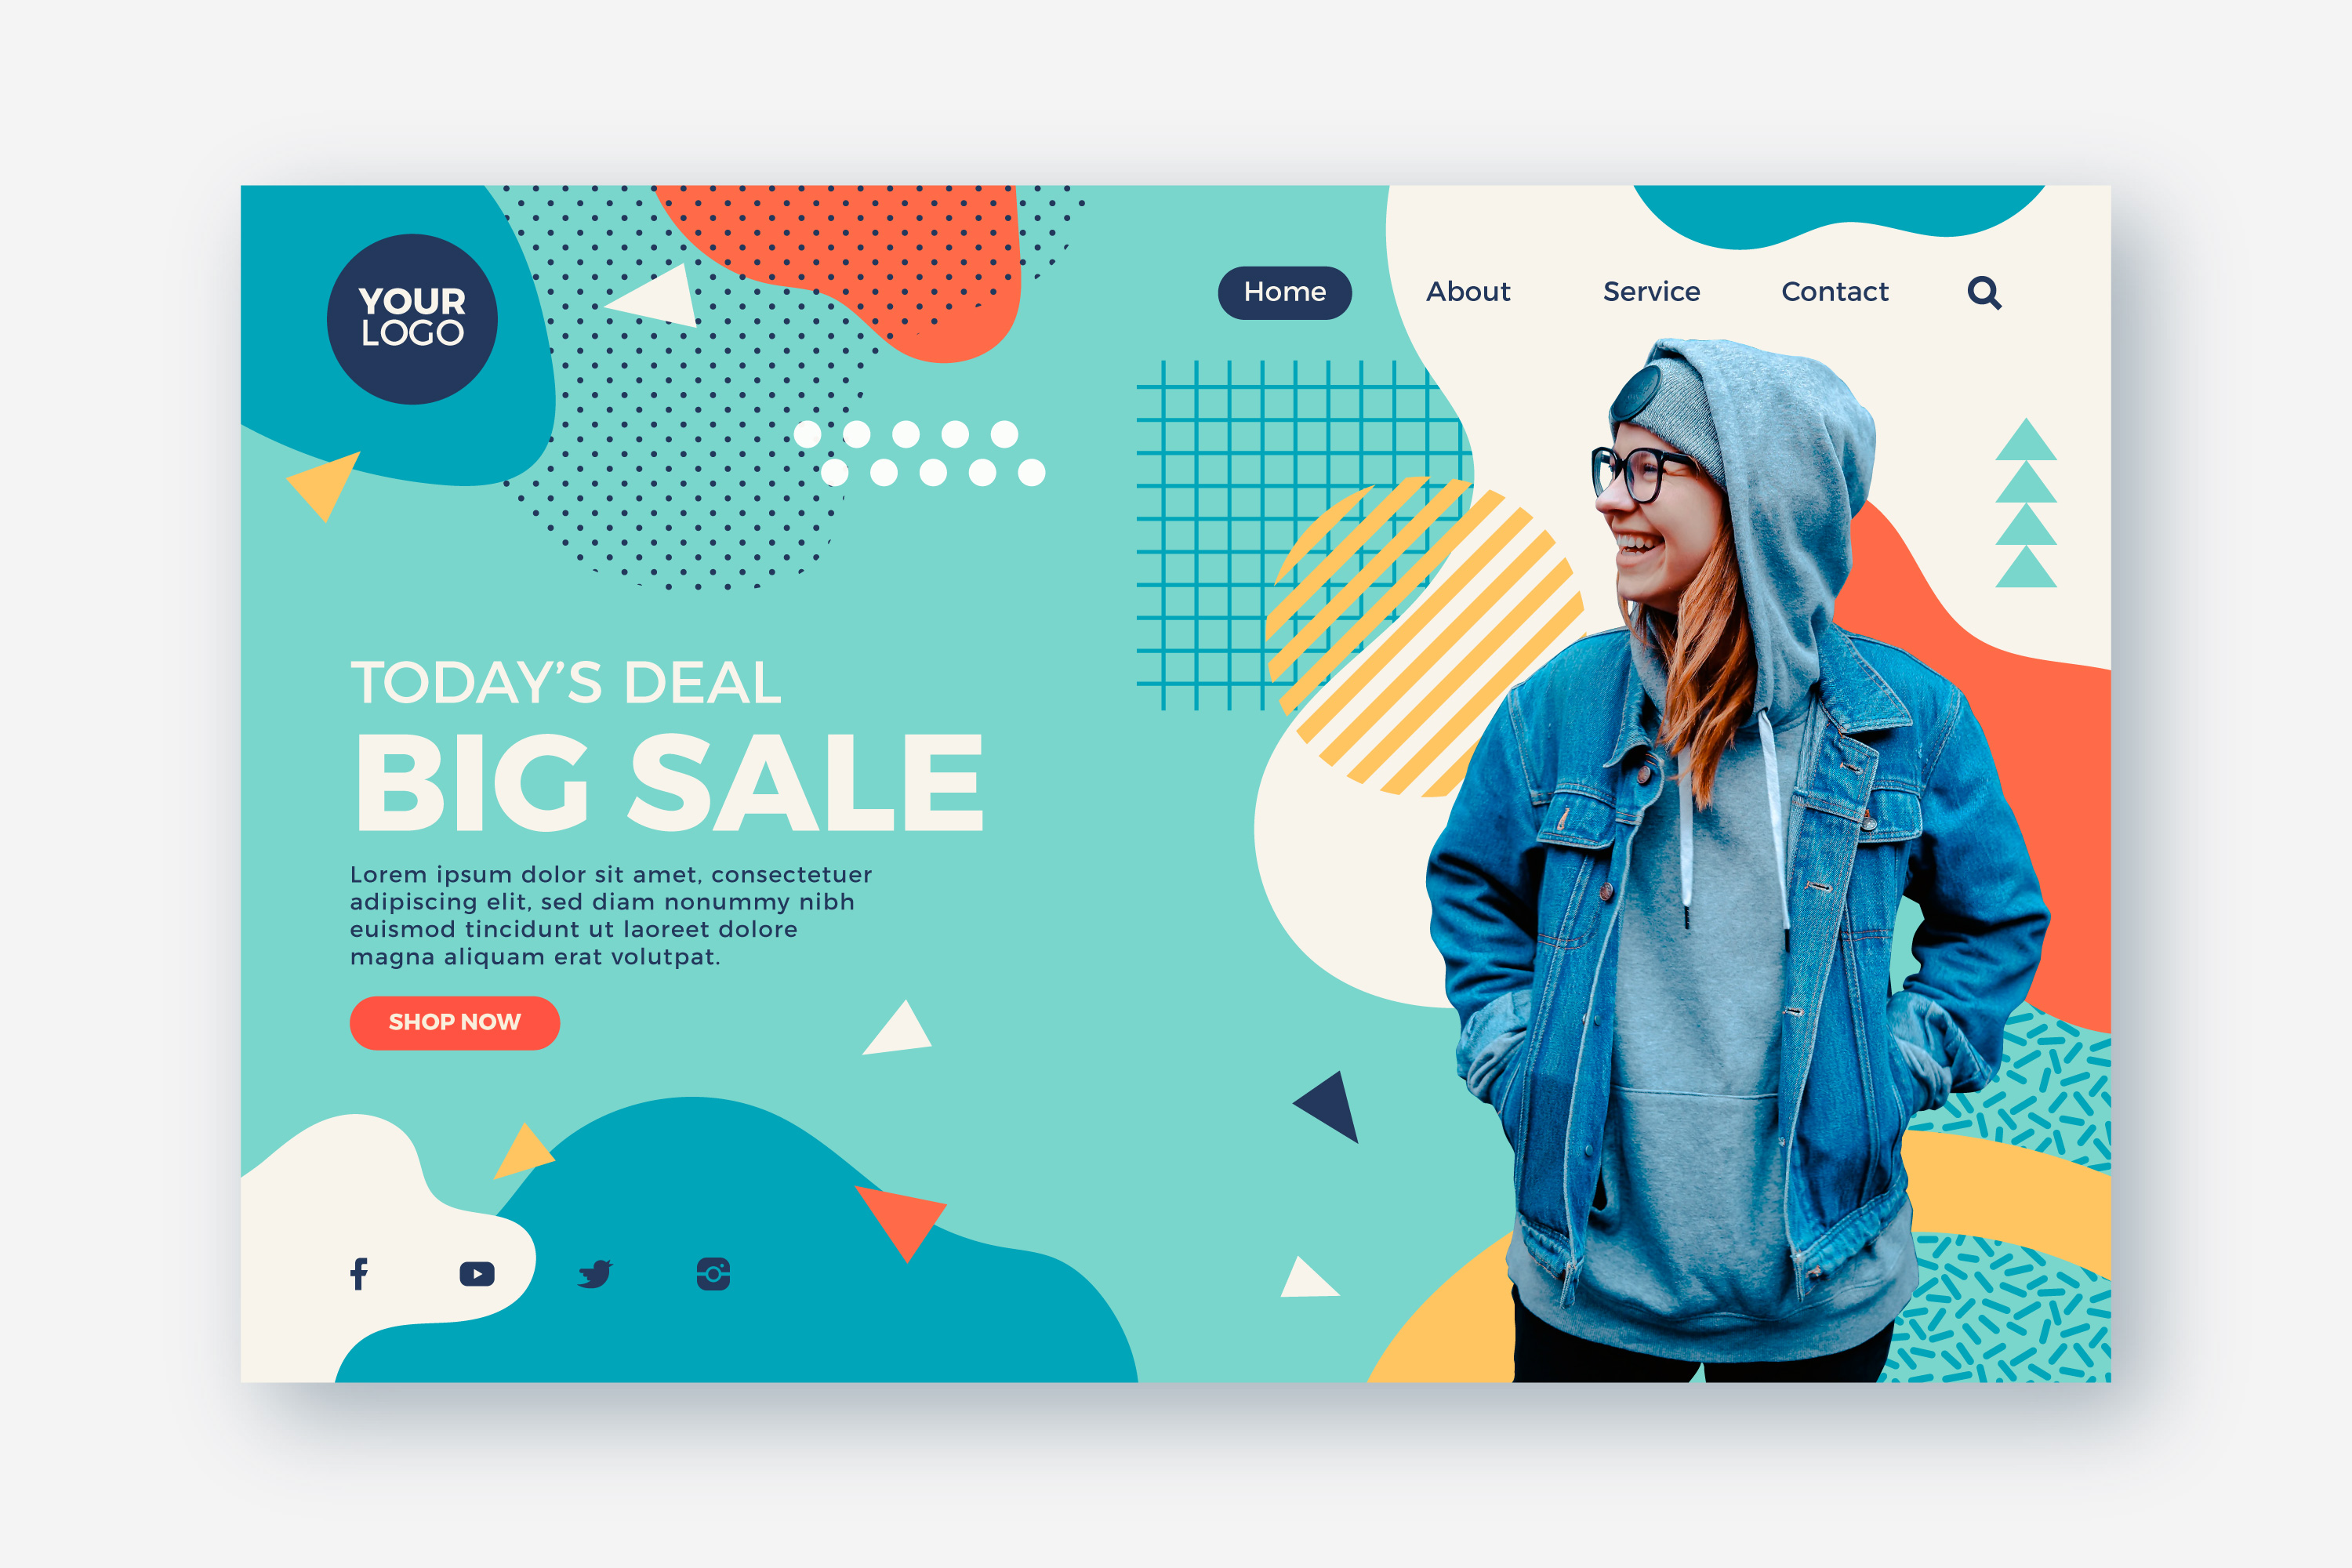 YOUR
LOGO
Home About Service Contact
TODAY’S DEAL
BIG SALE
Lorem ipsum dolor sit amet, consectetuer
adipiscing elit, sed diam nonummy nibh
euismod tincidunt ut laoreet dolore
magna aliquam erat volutpat.
SHOP NOW